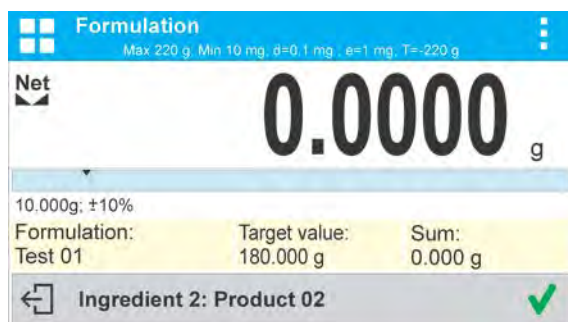 Formulation
Max 220 g, Min 10 mg, d=0.1 mg , e=1 mg, T=-220 g
Net
0.0000 g
10.000g; ±10%
Formulation: Target value: Sum:
Test 01 180.000 g 0.000 g
Ingredient 2: Product 02